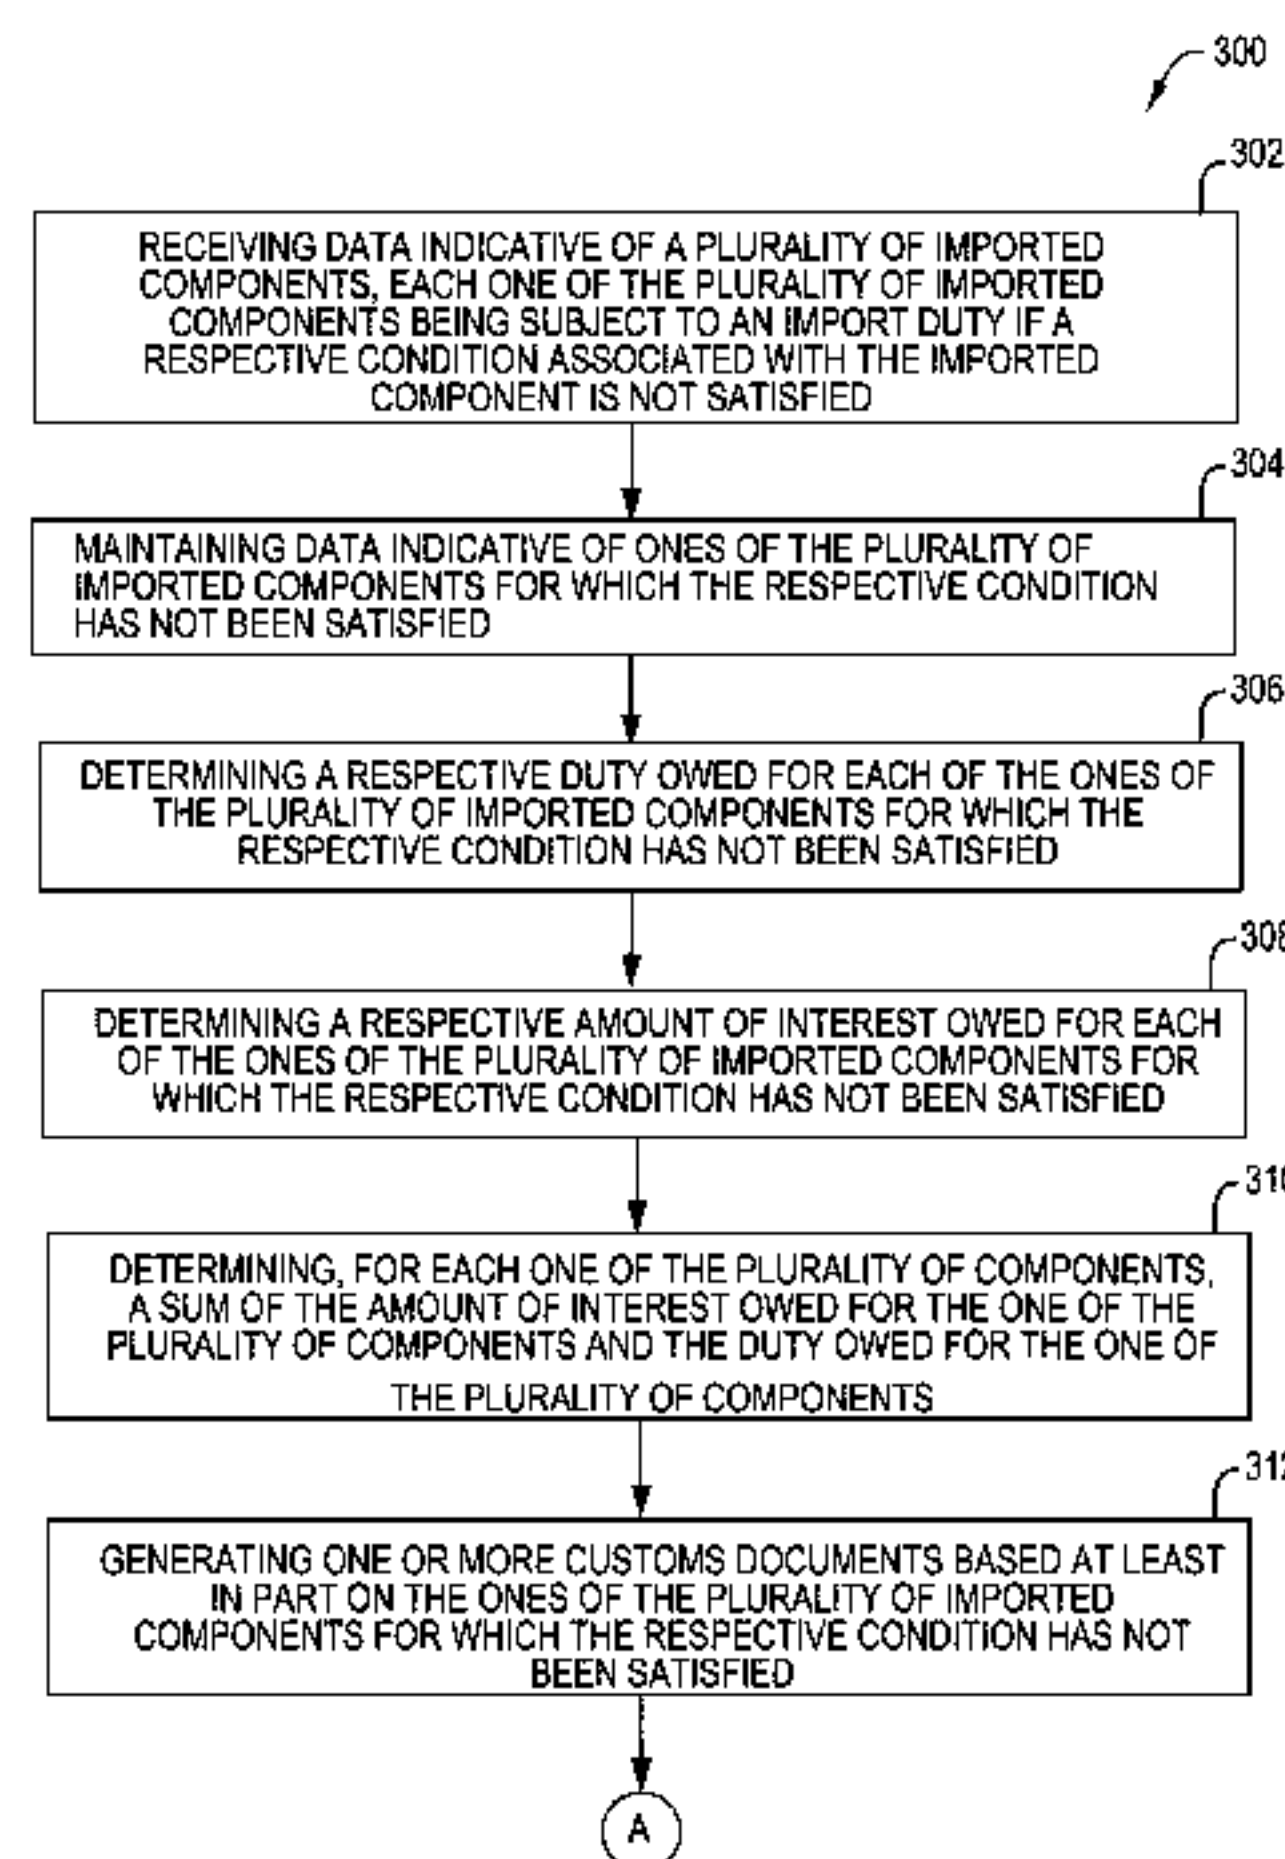 300
302
RECEIVING DATA INDICATIVE OF A PLURALITY OF IMPORTED
COMPONENTS, EACH ONE OF THE PLURALITY OF IMPORTED
COMPONENTS BEING SUBJECT TO AN IMPORT DUTY IF A
RESPECTIVE CONDITION ASSOCIATED WITH THE IMPORTED
COMPONENT IS NOT SATISFIED
304
MAINTAINING DATA INDICATIVE OF ONES OF THE PLURALITY OF
IMPORTED COMPONENTS FOR WHICH THE RESPECTIVE CONDITION
HAS NOT BEEN SATISFIED
306
DETERMINING A RESPECTIVE DUTY OWED FOR EACH OF THE ONES OF
THE PLURALITY OF IMPORTED COMPONENTS FOR WHICH THE
RESPECTIVE CONDITION HAS NOT BEEN SATISFIED
308
DETERMINING A RESPECTIVE AMOUNT OF INTEREST OWED FOR EACH
OF THE ONES OF THE PLURALITY OF IMPORTED COMPONENTS FOR
WHICH THE RESPECTIVE CONDITION HAS NOT BEEN SATISFIED
310
DETERMINING, FOR EACH ONE OF THE PLURALITY OF COMPONENTS,
A SUM OF THE AMOUNT OF INTEREST OWED FOR THE ONE OF THE
PLURALITY OF COMPONENTS AND THE DUTY OWED FOR THE ONE OF
THE PLURALITY OF COMPONENTS
312
GENERATING ONE OR MORE CUSTOMS DOCUMENTS BASED AT LEAST
IN PART ON THE ONES OF THE PLURALITY OF IMPORTED
COMPONENTS FOR WHICH THE RESPECTIVE CONDITION HAS NOT
BEEN SATISFIED
A